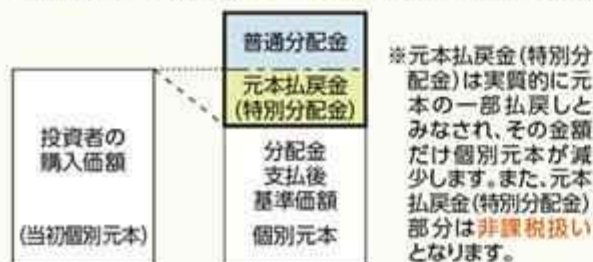 投資者の
購入価額
(当初個別元本)
普通分配金
元本払戻金
(特別分配金)
分配金
支払後
基準価額
個別元本
※元本払戻金(特別分
配金)は実質的に元
本の一部払戻しと
みなされ、その金額
だけ個別元本が減
少します。また、元本
払戻金(特別分配金)
部分は非課税扱い
となります。